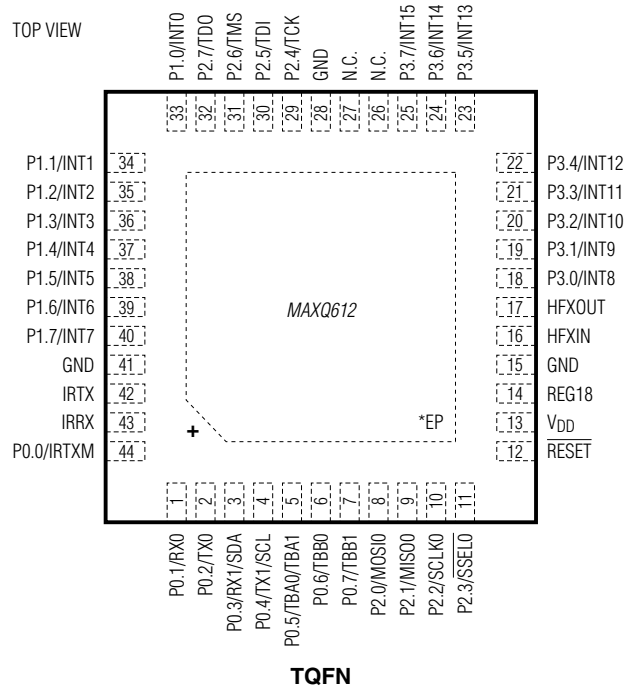 TOP VIEW
P1.0/INT0
P2.7/TDO
P2.6/TMS
P2.5/TDI
P2.4/TCK
GND
N.C.
N.C.
P3.7/INT15
P3.6/INT14
P3.5/INT13
33
32
31
30
29
28
27
26
25
24
23
P1.1/INT1 34
P1.2/INT2 35
P1.3/INT3 36
P1.4/INT4 37
P1.5/INT5 38
P1.6/INT6 39
P1.7/INT7 40
GND 41
IRTX 42
IRRX 43
P0.0/IRTXM 44
22 P3.4/INT12
21 P3.3/INT11
20 P3.2/INT10
19 P3.1/INT9
18 P3.0/INT8
17 HFXOUT
16 HFXIN
15 GND
14 REG18
13 VDD
12 RESET
MAXQ612
+
*EP
1
2
3
4
5
6
7
8
9
10
11
P0.1/RX0
P0.2/TX0
P0.3/RX1/SDA
P0.4/TX1/SCL
P0.5/TBA0/TBA1
P0.6/TBB0
P0.7/TBB1
P2.0/MOSI0
P2.1/MISO0
P2.2/SCLK0
P2.3/SSEL0
TQFN